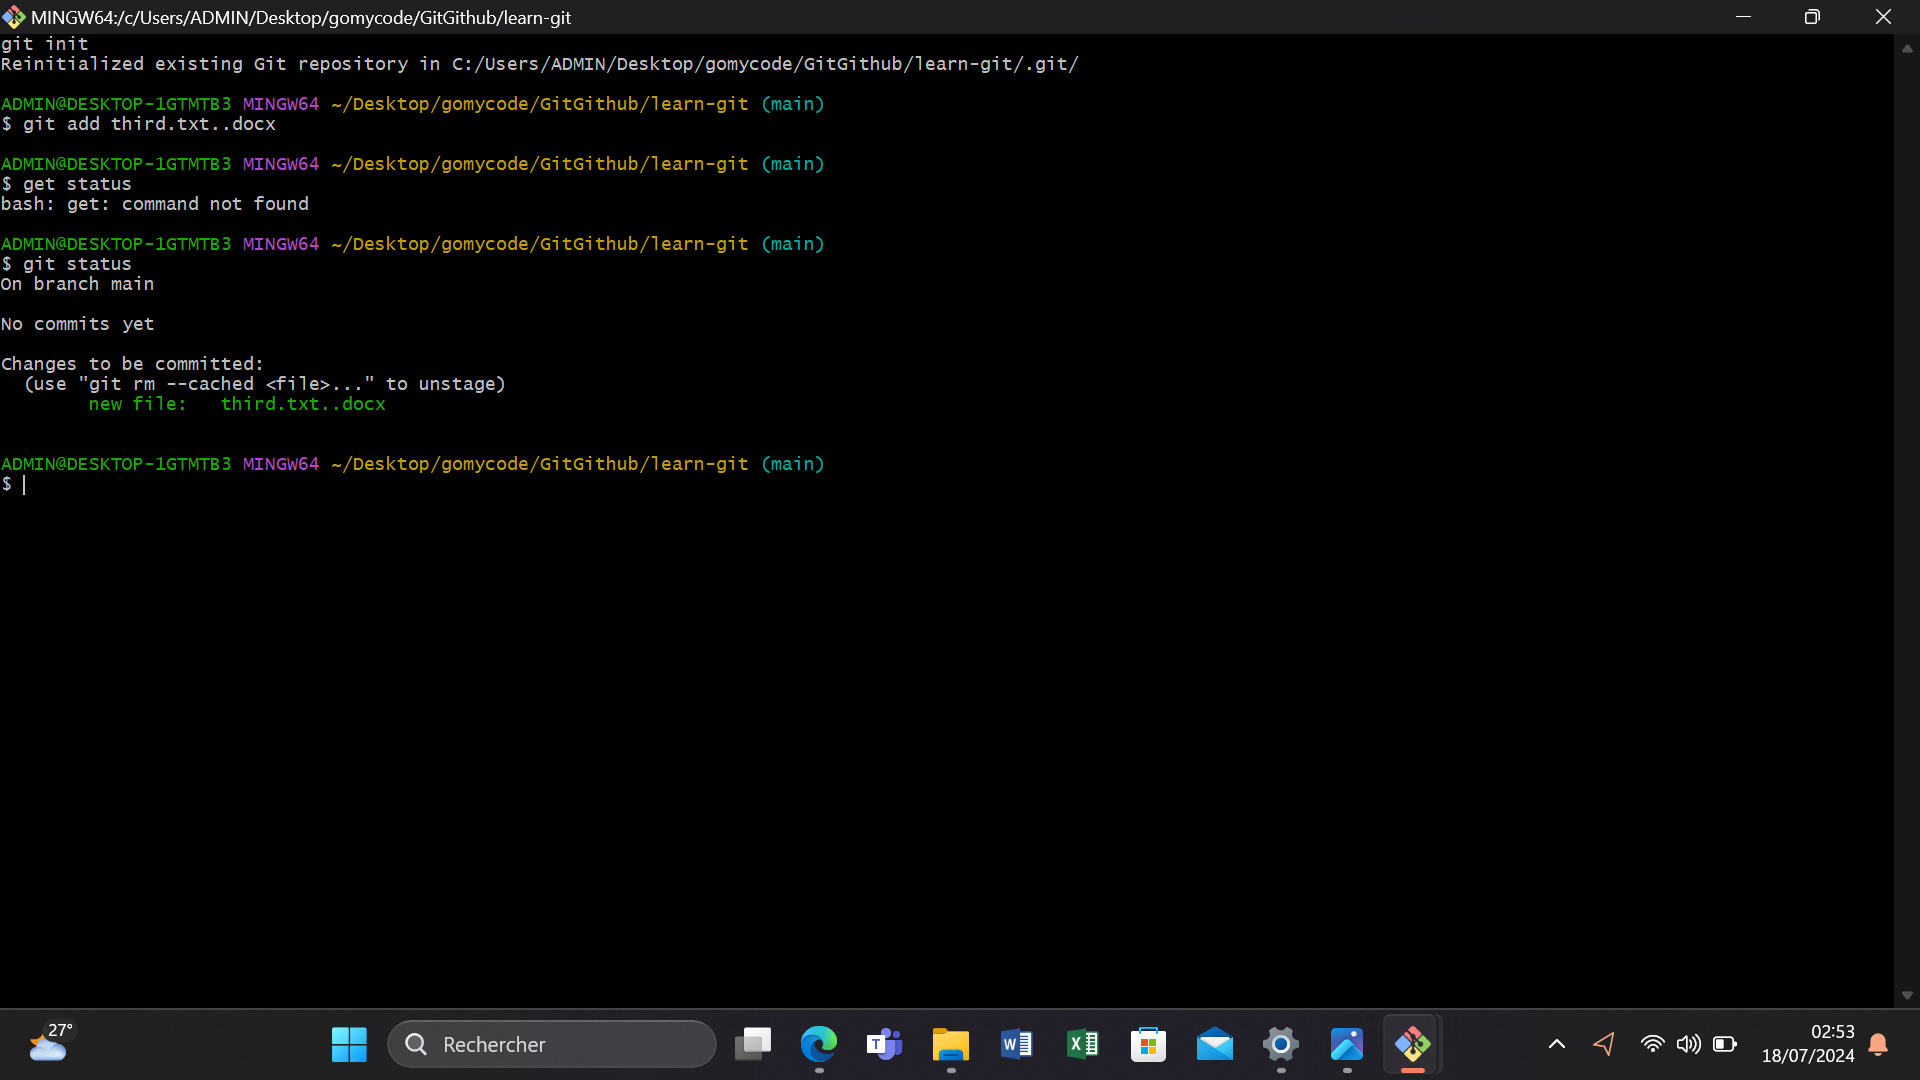 MINGW64:/c/Users/ADMIN/Desktop/gomycode/GitGithub/learn-git
git init
Reinitialized existing Git repository in C:/Users/ADMIN/Desktop/gomycode/GitGithub/learn-git/.git/
ADMIN@DESKTOP-1GTMTB3 MINGW64 ~/Desktop/gomycode/GitGithub/learn-git (main)
$ git add third.txt..docx
ADMIN@DESKTOP-1GTMTB3 MINGW64 ~/Desktop/gomycode/GitGithub/learn-git (main)
$ get status
bash: get: command not found
ADMIN@DESKTOP-1GTMTB3 MINGW64 ~/Desktop/gomycode/GitGithub/learn-git (main)
$ git status
On branch main
No commits yet
Changes to be committed:
  (use "git rm --cached <file>..." to unstage)
        new file:   third.txt..docx
ADMIN@DESKTOP-1GTMTB3 MINGW64 ~/Desktop/gomycode/GitGithub/learn-git (main)
$
27°
Rechercher
02:53
18/07/2024